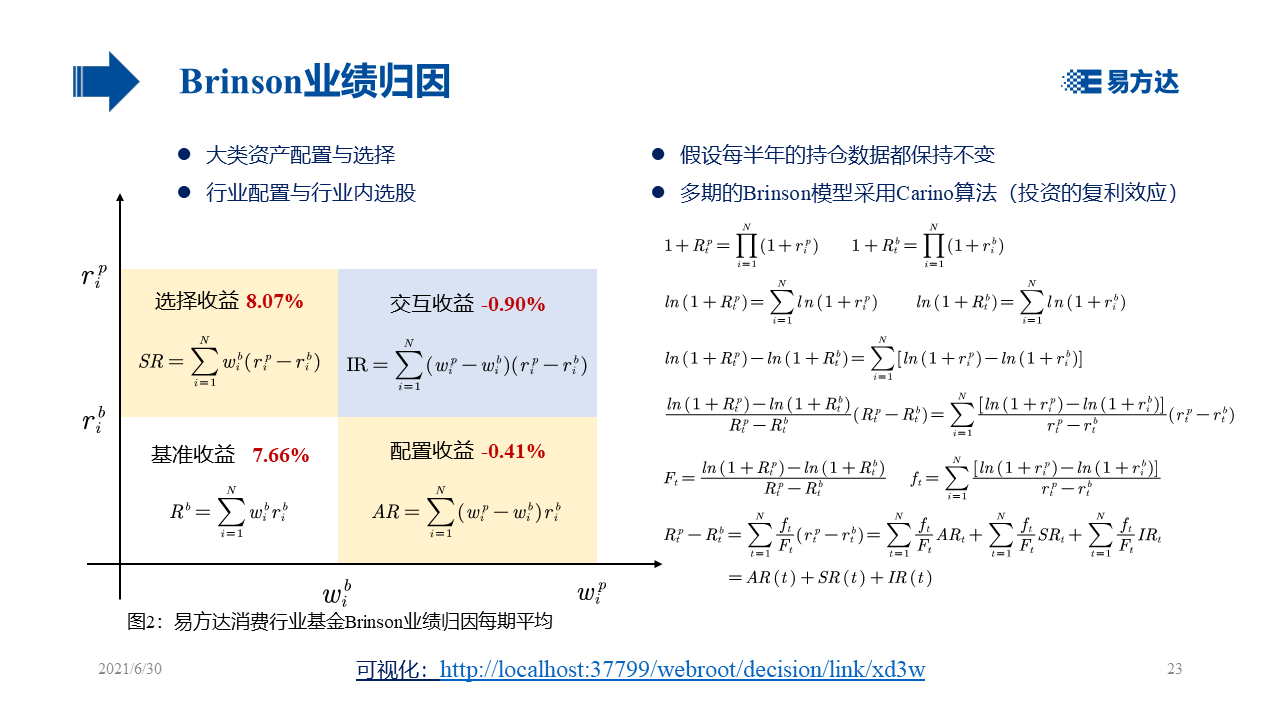 Brinson业绩归因
易方达
大类资产配置与选择
行业配置与行业内选股
假设每半年的持仓数据都保持不变
多期的Brinson模型采用Carino算法（投资的复利效应）
r_i^p
选择收益 8.07%
SR = \sum_{i=1}^{N} w_i^b (r_i^p - r_i^b)
交互收益 -0.90%
IR = \sum_{i=1}^{N} (w_i^p - w_i^b)(r_i^p - r_i^b)
r_i^b
基准收益 7.66%
R^b = \sum_{i=1}^{N} w_i^b r_i^b
配置收益 -0.41%
AR = \sum_{i=1}^{N} (w_i^p - w_i^b) r_i^b
w_i^b
w_i^p
图2：易方达消费行业基金Brinson业绩归因每期平均
1 + R_t^p = \prod_{i=1}^{N} (1 + r_i^p) 1 + R_t^b = \prod_{i=1}^{N} (1 + r_i^b)
ln(1 + R_t^p) = \sum_{i=1}^{N} ln(1 + r_i^p) ln(1 + R_t^b) = \sum_{i=1}^{N} ln(1 + r_i^b)
ln(1 + R_t^p) - ln(1 + R_t^b) = \sum_{i=1}^{N} [ln(1 + r_i^p) - ln(1 + r_i^b)]
\frac{ln(1 + R_t^p) - ln(1 + R_t^b)}{R_t^p - R_t^b} (R_t^p - R_t^b) = \sum_{i=1}^{N} \frac{[ln(1 + r_i^p) - ln(1 + r_i^b)]}{r_t^p - r_t^b} (r_t^p - r_t^b)
F_t = \frac{ln(1 + R_t^p) - ln(1 + R_t^b)}{R_t^p - R_t^b} f_t = \sum_{i=1}^{N} \frac{[ln(1 + r_i^p) - ln(1 + r_i^b)]}{r_t^p - r_t^b}
R_t^p - R_t^b = \sum_{t=1}^{N} \frac{f_t}{F_t} (r_t^p - r_t^b) = \sum_{t=1}^{N} \frac{f_t}{F_t} AR_t + \sum_{t=1}^{N} \frac{f_t}{F_t} SR_t + \sum_{t=1}^{N} \frac{f_t}{F_t} IR_t
= AR(t) + SR(t) + IR(t)
2021/6/30
可视化：http://localhost:37799/webroot/decision/link/xd3w
23